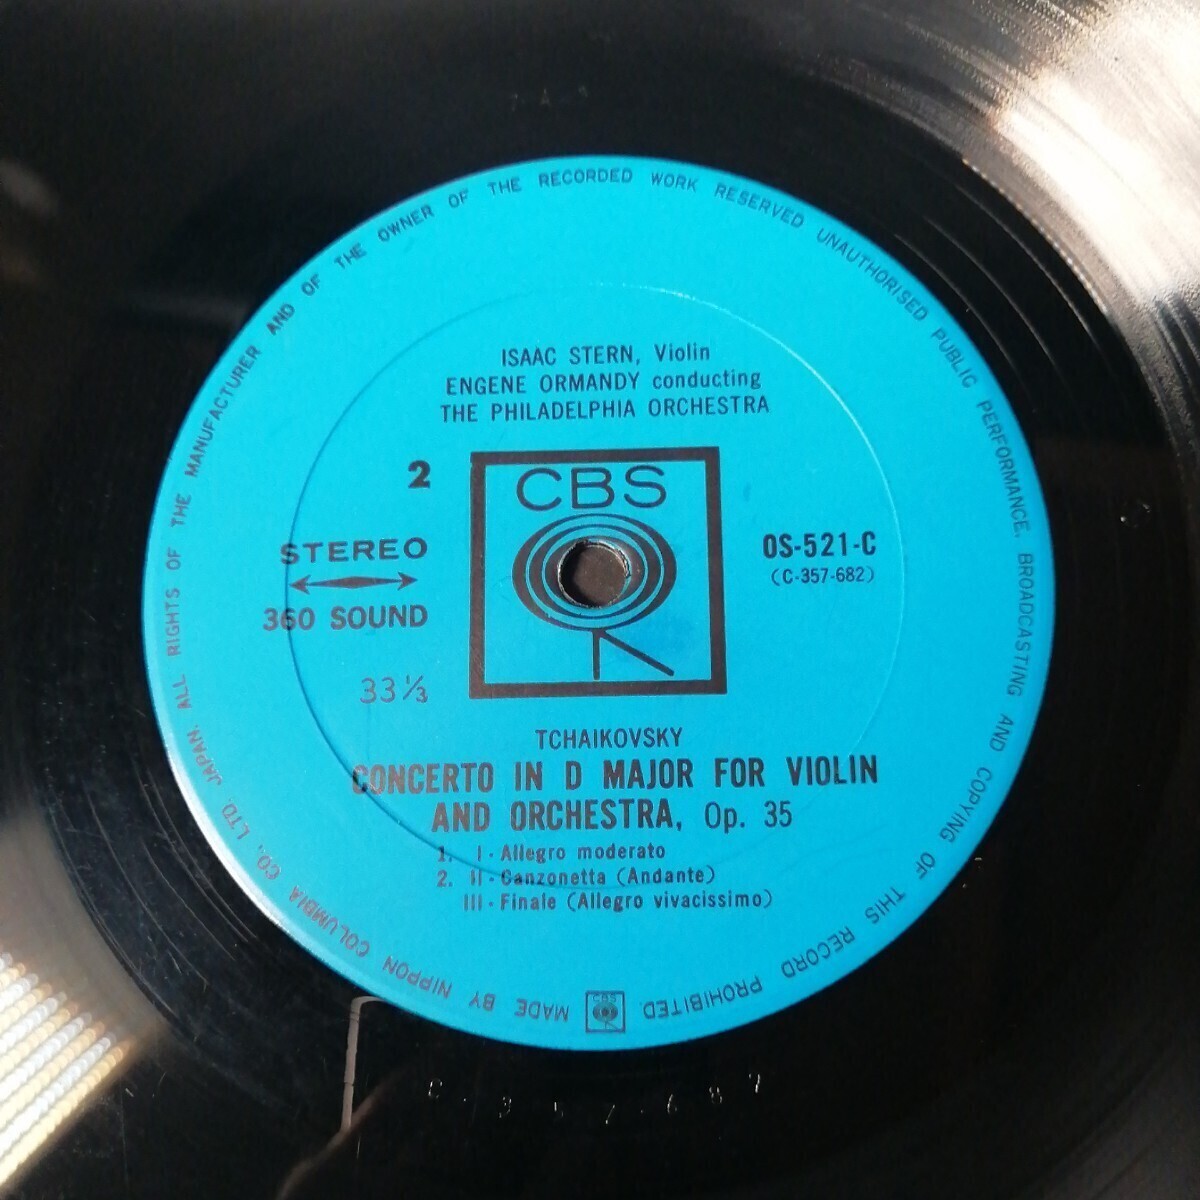 ISAAC STERN, Violin
ENGENE ORMANDY conducting
THE PHILADELPHIA ORCHESTRA
CBS
2
STEREO
360 SOUND
33 1/3
OS-521-C
(C-357-682)
TCHAIKOVSKY
CONCERTO IN D MAJOR FOR VIOLIN
AND ORCHESTRA, Op. 35
1. I・Allegro moderato
2. II・Canzonetta (Andante)
III・Finale (Allegro vivacissimo)
MADE BY NIPPON COLUMBIA CO., LTD. JAPAN. ALL RIGHTS OF THE MANUFACTURER AND OF THE OWNER OF THE RECORDED WORK RESERVED UNAUTHORISED PUBLIC PERFORMANCE, BROADCASTING AND COPYING OF THIS RECORD PROHIBITED.
CBS